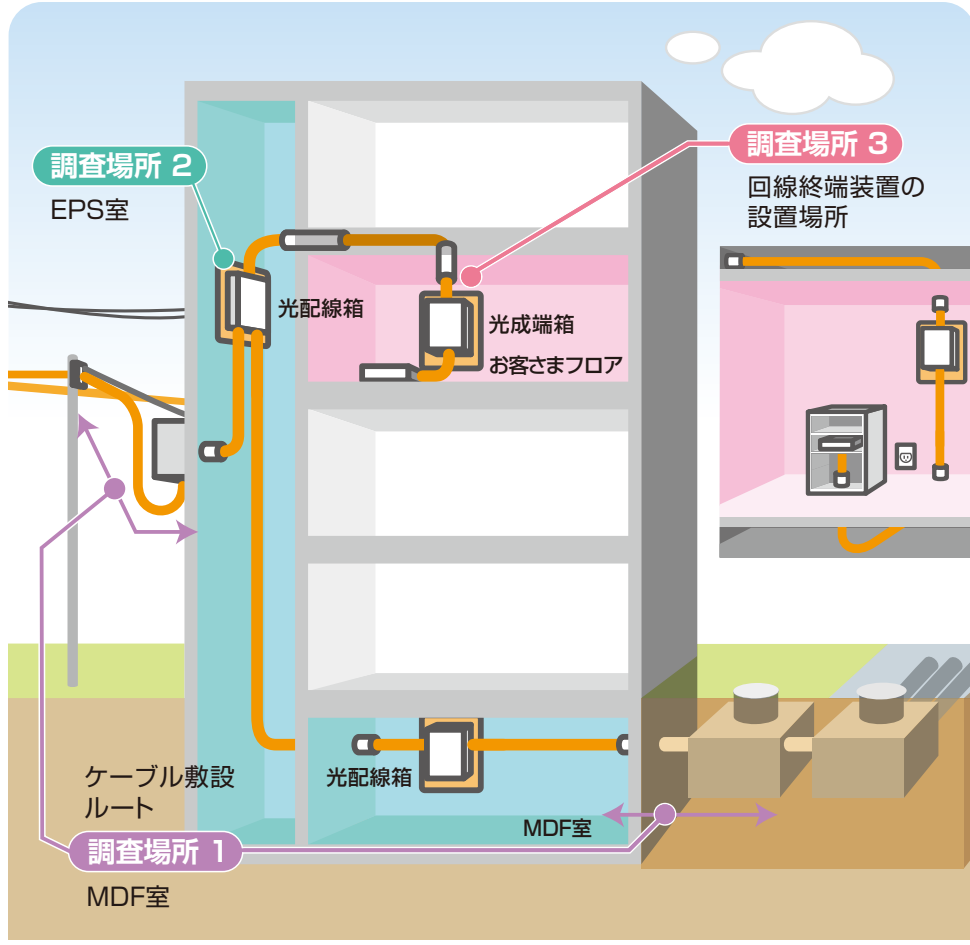 調査場所 2
EPS室
調査場所 3
回線終端装置の
設置場所
光配線箱
光成端箱
お客さまフロア
ケーブル敷設
ルート
光配線箱
MDF室
調査場所 1
MDF室